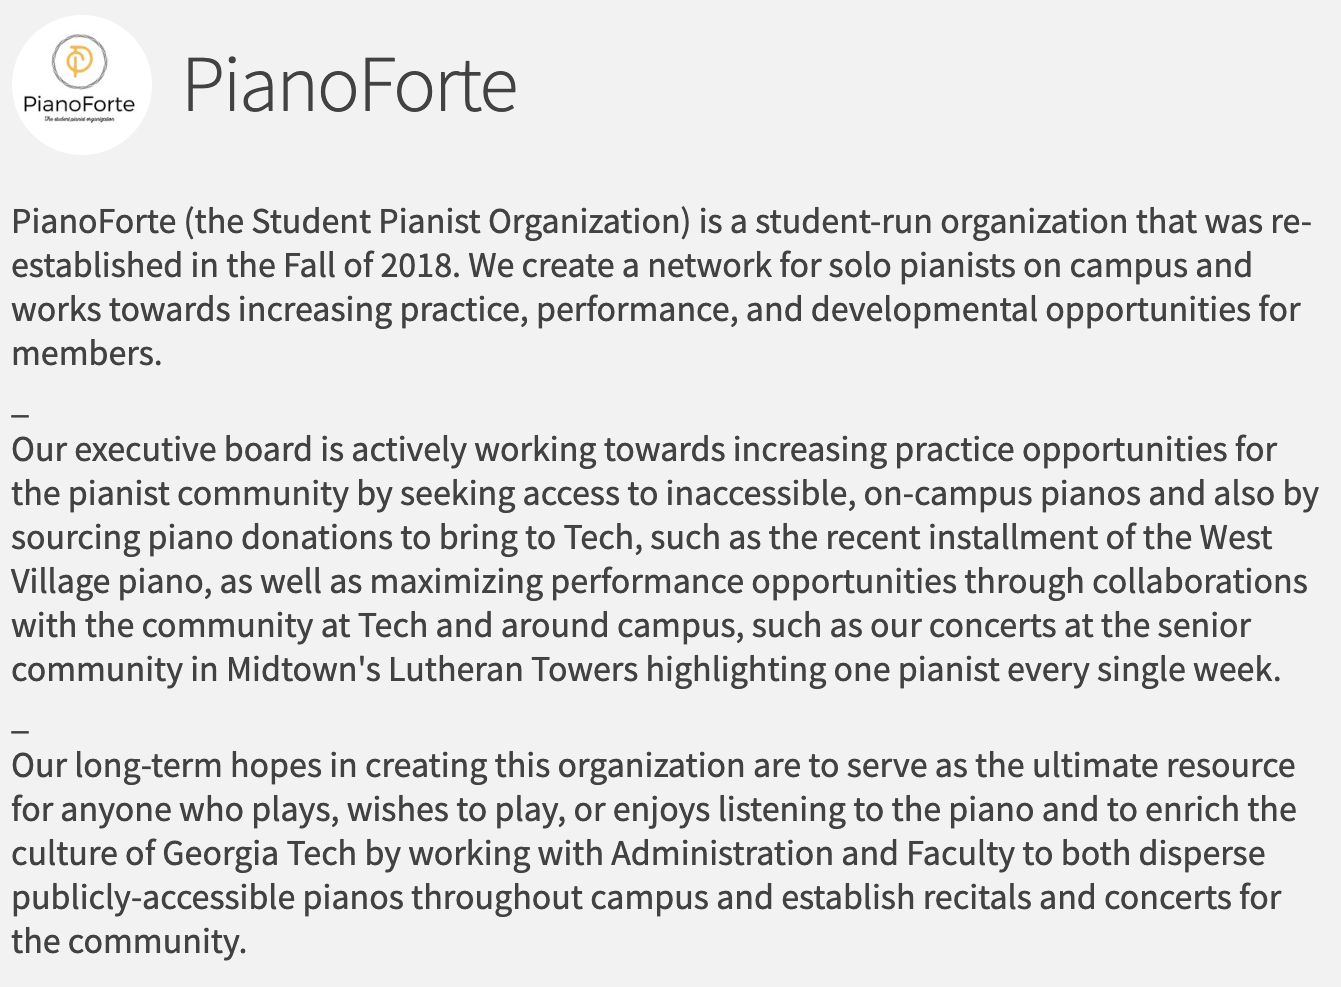 PianoForte
The student pianist organization
PianoForte
PianoForte (the Student Pianist Organization) is a student-run organization that was re-
established in the Fall of 2018. We create a network for solo pianists on campus and
works towards increasing practice, performance, and developmental opportunities for
members.
_
Our executive board is actively working towards increasing practice opportunities for
the pianist community by seeking access to inaccessible, on-campus pianos and also by
sourcing piano donations to bring to Tech, such as the recent installment of the West
Village piano, as well as maximizing performance opportunities through collaborations
with the community at Tech and around campus, such as our concerts at the senior
community in Midtown's Lutheran Towers highlighting one pianist every single week.
_
Our long-term hopes in creating this organization are to serve as the ultimate resource
for anyone who plays, wishes to play, or enjoys listening to the piano and to enrich the
culture of Georgia Tech by working with Administration and Faculty to both disperse
publicly-accessible pianos throughout campus and establish recitals and concerts for
the community.